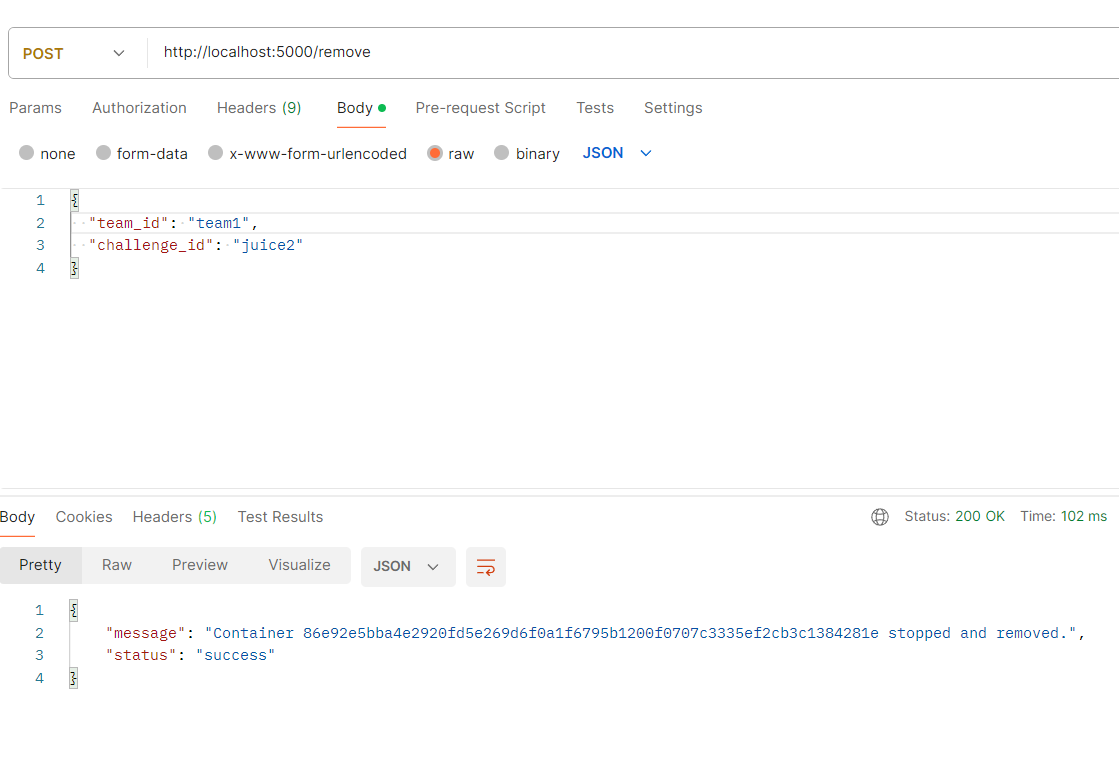 POST http://localhost:5000/remove
Params Authorization Headers (9) Body Pre-request Script Tests Settings
none form-data x-www-form-urlencoded raw binary JSON
1 {
2 "team_id": "team1",
3 "challenge_id": "juice2"
4 }
Body Cookies Headers (5) Test Results Status: 200 OK Time: 102 ms
Pretty Raw Preview Visualize JSON
1 {
2 "message": "Container 86e92e5bba4e2920fd5e269d6f0a1f6795b1200f0707c3335ef2cb3c1384281e stopped and removed.",
3 "status": "success"
4 }